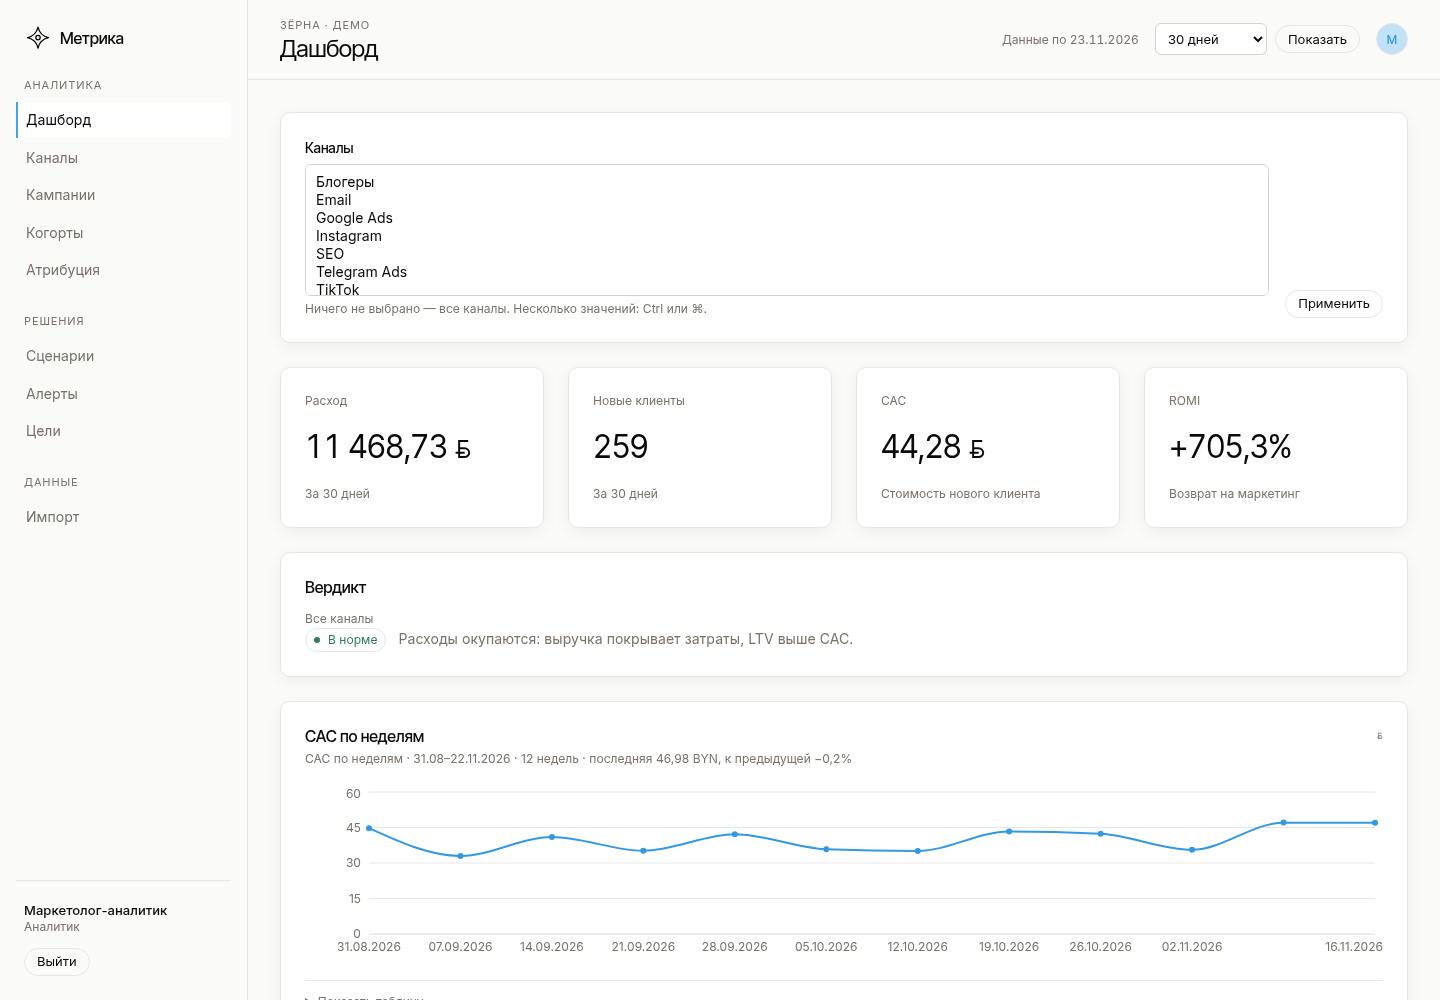 Метрика
АНАЛИТИКА
Дашборд
Каналы
Кампании
Когорты
Атрибуция
РЕШЕНИЯ
Сценарии
Алерты
Цели
ДАННЫЕ
Импорт
Маркетолог-аналитик
Аналитик
Выйти
ЗЁРНА · ДЕМО
Дашборд
Данные по 23.11.2026
30 дней
Показать
М
Каналы
Блогеры
Email
Google Ads
Instagram
SEO
Telegram Ads
TikTok
Ничего не выбрано — все каналы. Несколько значений: Ctrl или ⌘.
Применить
Расход
11 468,73 Б
За 30 дней
Новые клиенты
259
За 30 дней
CAC
44,28 Б
Стоимость нового клиента
ROMI
+705,3%
Возврат на маркетинг
Вердикт
Все каналы
В норме
Расходы окупаются: выручка покрывает затраты, LTV выше CAC.
CAC по неделям
Б
CAC по неделям · 31.08–22.11.2026 · 12 недель · последняя 46,98 BYN, к предыдущей −0,2%
60
45
30
15
0
31.08.2026 07.09.2026 14.09.2026 21.09.2026 28.09.2026 05.10.2026 12.10.2026 19.10.2026 26.10.2026 02.11.2026 16.11.2026